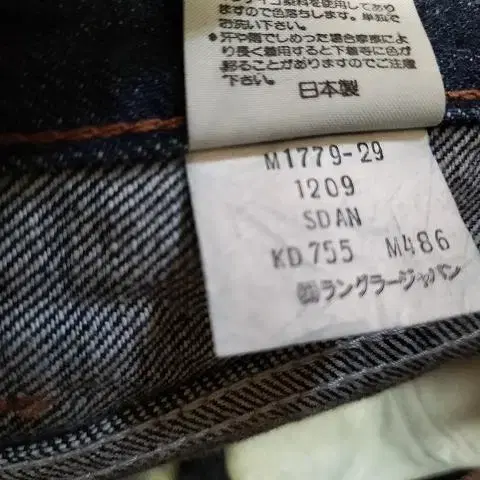 イゴ染料を使用してあ
りますので色落ちします。単独で
お洗い下さい。
•汗や雨でしめった場合摩擦によ
り長く着用すると下着等に色が
移ることがありますのでご注意
下さい。
日本製
M1779-29
1209
SDAN
KD755 M486
㈱ラングラージャパン